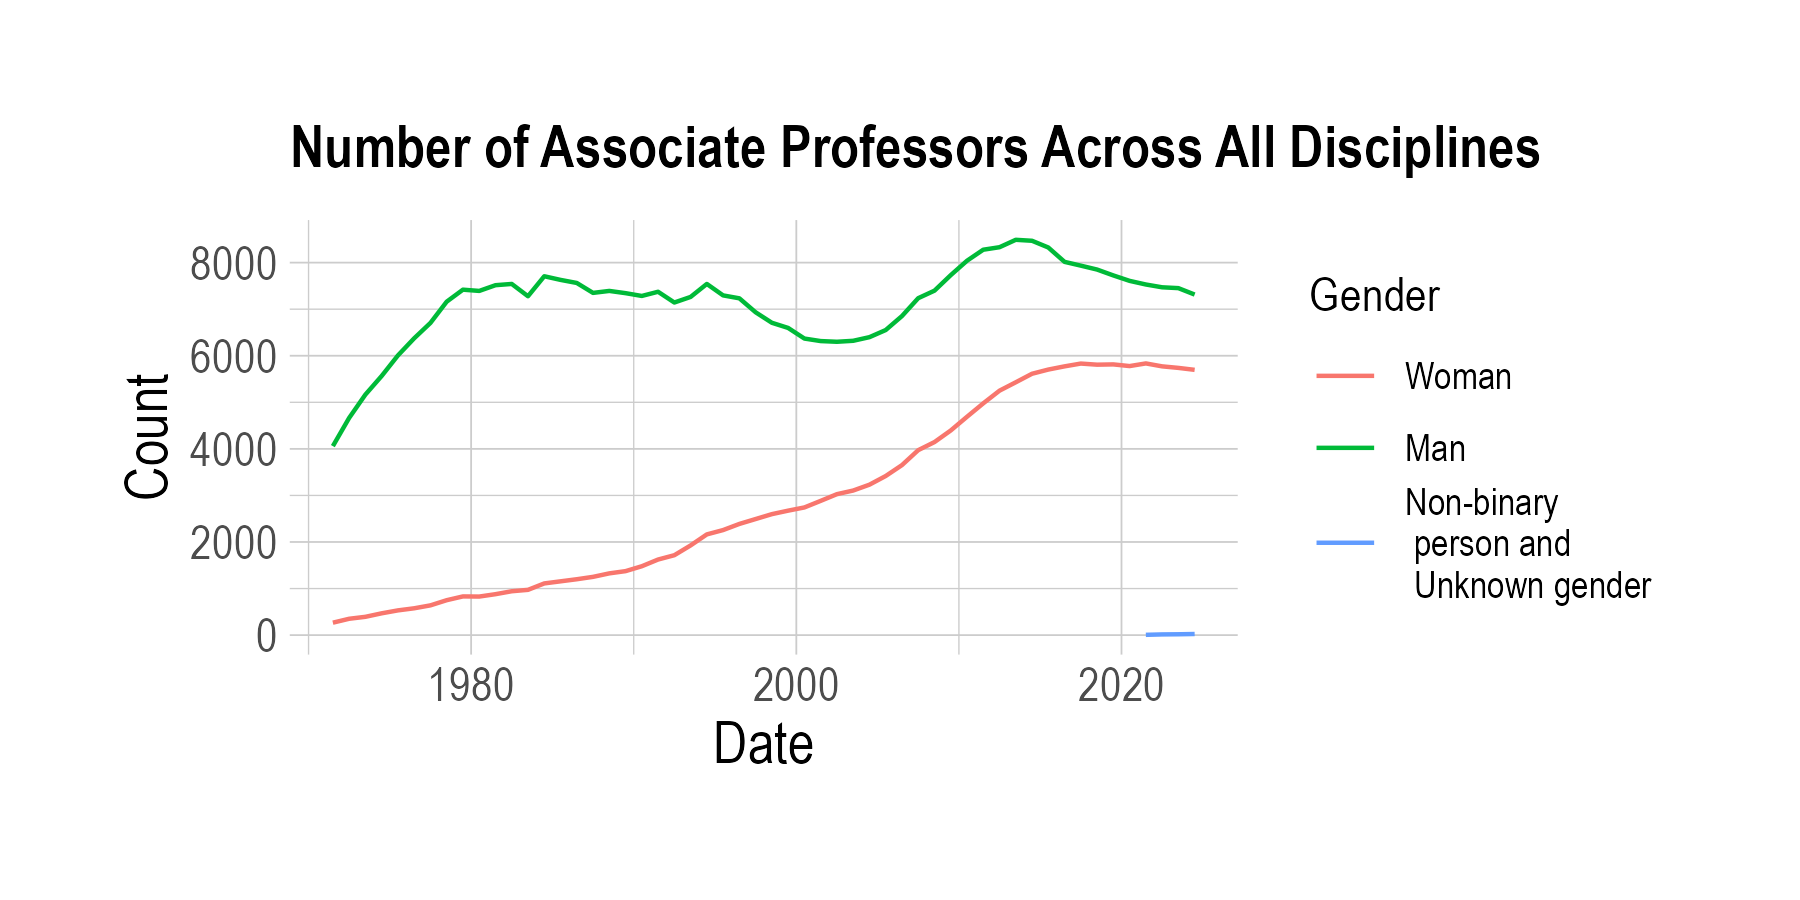 Number of Associate Professors Across All Disciplines
8000
6000
4000
2000
0
Count
1980
2000
2020
Date
Gender
Woman
Man
Non-binary
person and
Unknown gender